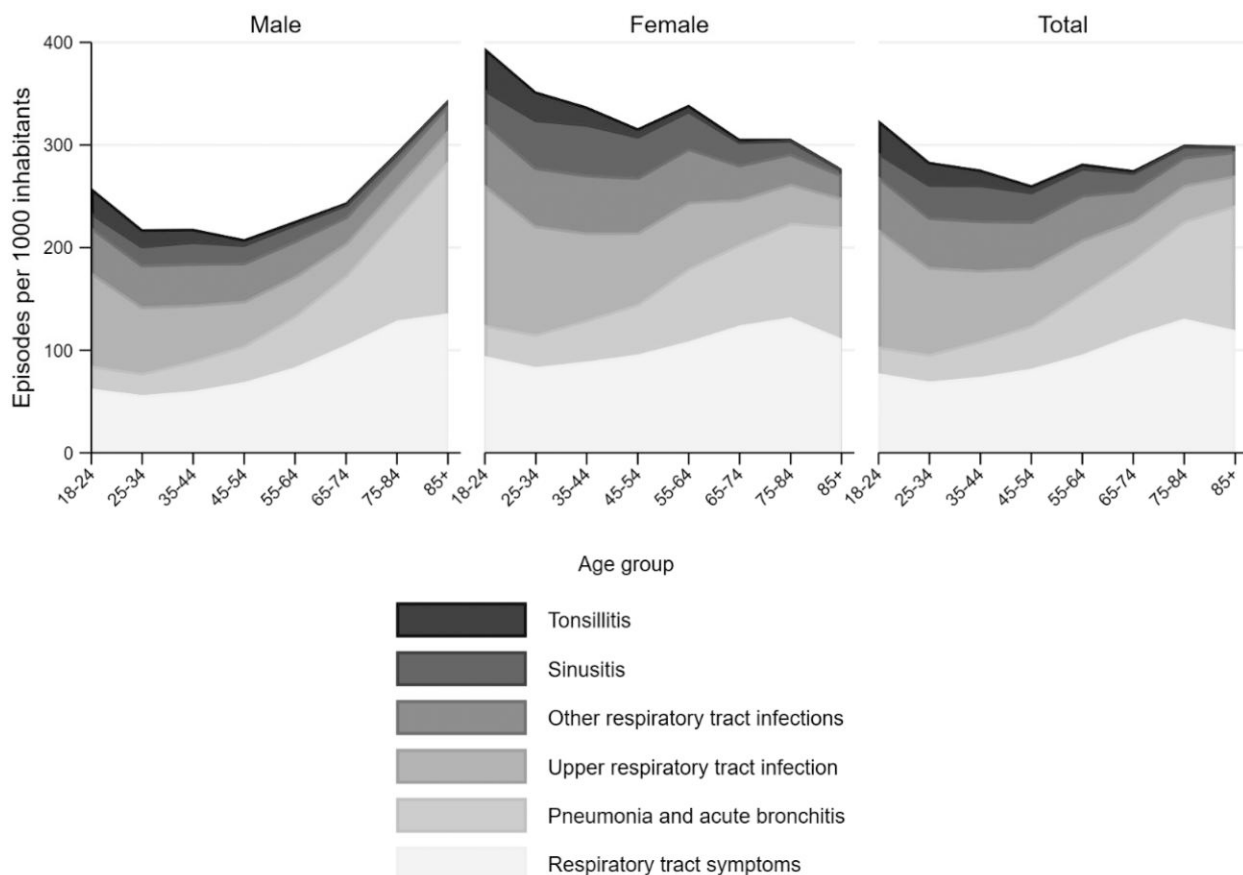 Male
Female
Total
Episodes per 1000 inhabitants
400
300
200
100
0
18-24
25-34
35-44
45-54
55-64
65-74
75-84
85+
18-24
25-34
35-44
45-54
55-64
65-74
75-84
85+
18-24
25-34
35-44
45-54
55-64
65-74
75-84
85+
Age group
Tonsillitis
Sinusitis
Other respiratory tract infections
Upper respiratory tract infection
Pneumonia and acute bronchitis
Respiratory tract symptoms